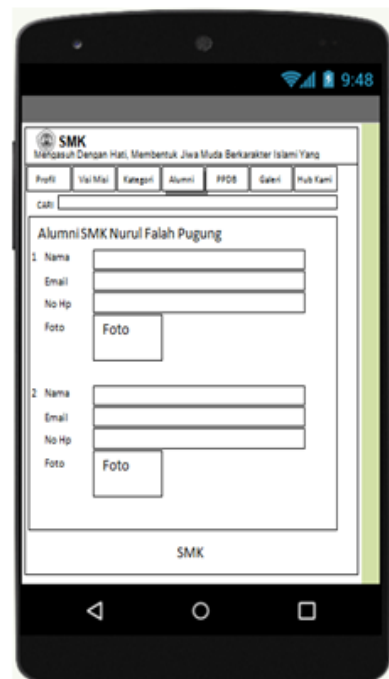 9:48
SMK
Mengasuh Dengan Hati, Membentuk Jiwa Muda Berkarakter Islami Yang
Profil Visi Misi Kategori Alumni PPDB Galeri Hub Kami
CARI
Alumni SMK Nurul Falah Pugung
1 Nama
Email
No Hp
Foto Foto
2 Nama
Email
No Hp
Foto Foto
SMK